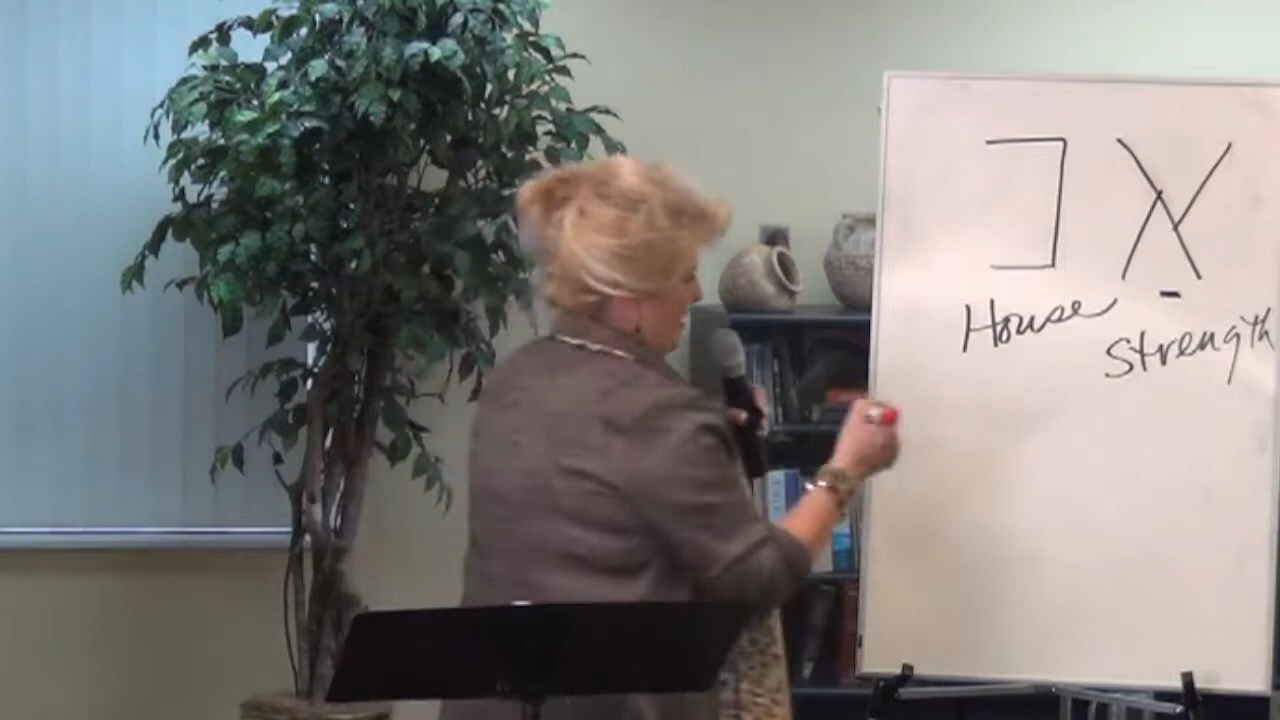 אַב
House Strength